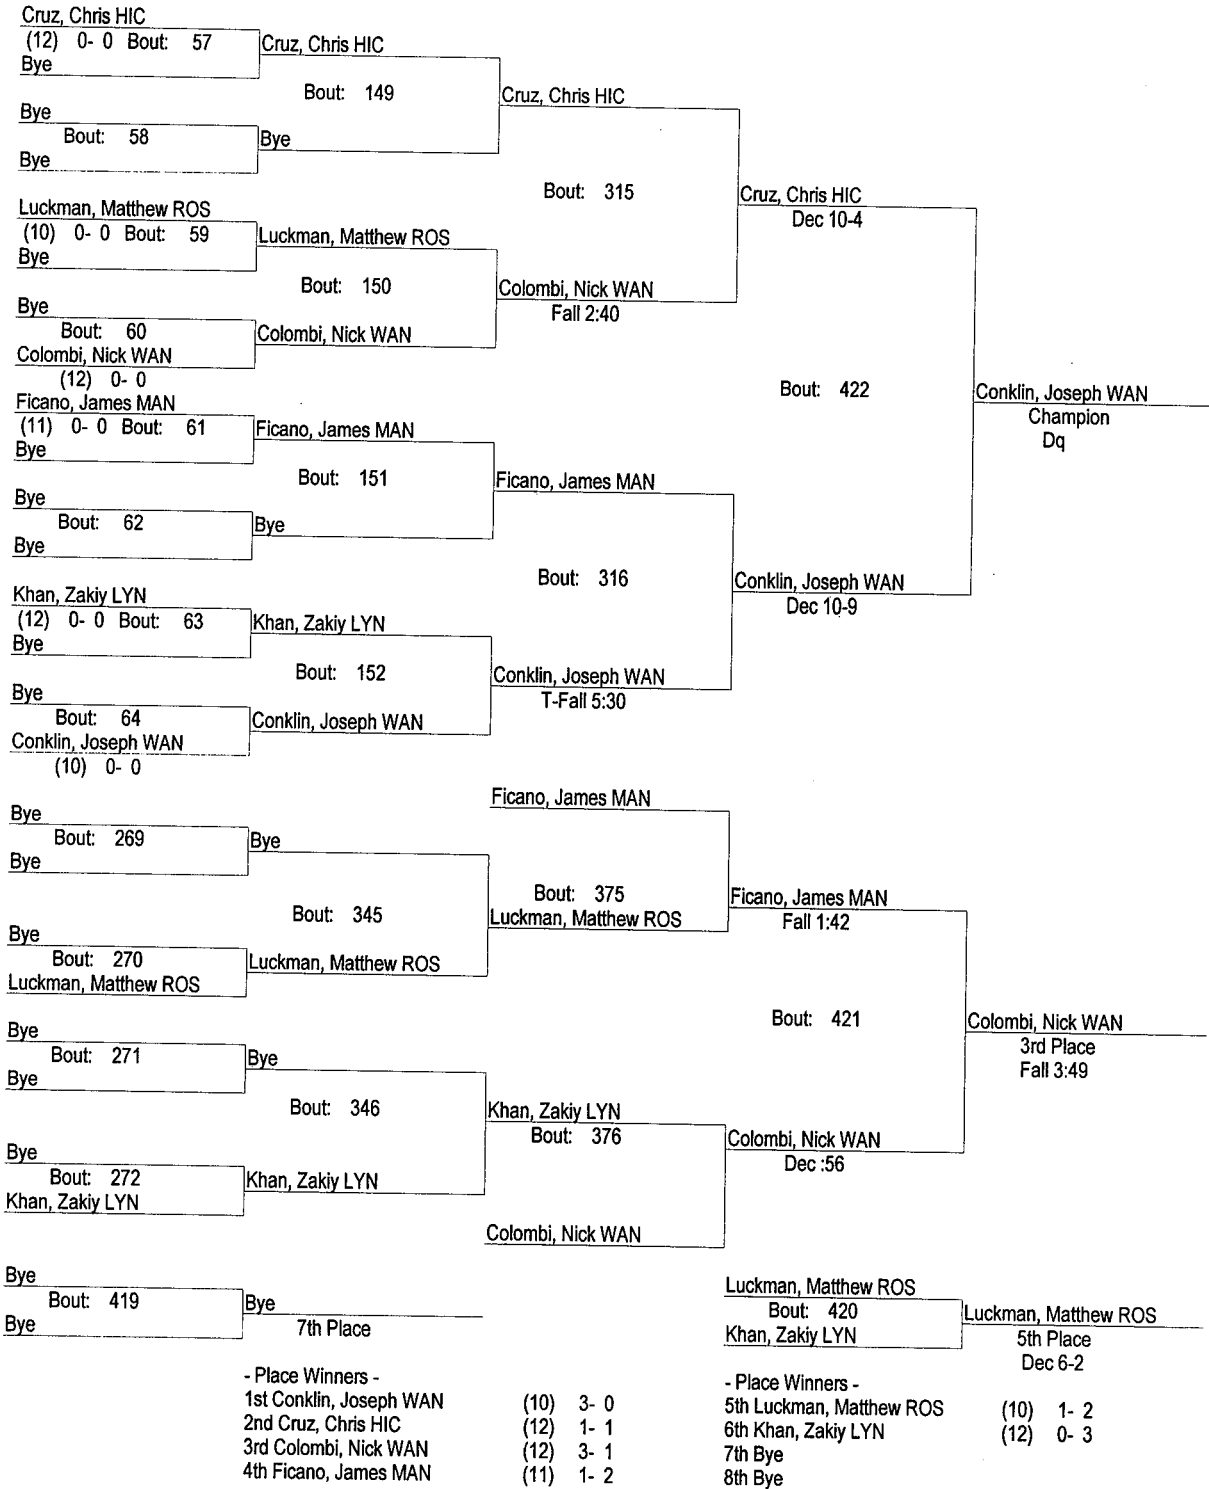 Cruz, Chris HIC
(12) 0- 0 Bout: 57
Bye
Cruz, Chris HIC
Bout: 149
Bye
Bout: 58
Bye
Bye
Cruz, Chris HIC
Bout: 315
Luckman, Matthew ROS
(10) 0- 0 Bout: 59
Bye
Luckman, Matthew ROS
Bout: 150
Bye
Bout: 60
Colombi, Nick WAN
(12) 0- 0
Colombi, Nick WAN
Colombi, Nick WAN
Fall 2:40
Cruz, Chris HIC
Dec 10-4
Bout: 422
Conklin, Joseph WAN
Champion
Dq
Ficano, James MAN
(11) 0- 0 Bout: 61
Bye
Ficano, James MAN
Bout: 151
Bye
Bout: 62
Bye
Bye
Ficano, James MAN
Bout: 316
Khan, Zakiy LYN
(12) 0- 0 Bout: 63
Bye
Khan, Zakiy LYN
Bout: 152
Bye
Bout: 64
Conklin, Joseph WAN
(10) 0- 0
Conklin, Joseph WAN
Conklin, Joseph WAN
T-Fall 5:30
Conklin, Joseph WAN
Dec 10-9
Bye
Bout: 269
Bye
Bye
Bout: 345
Bye
Bout: 270
Luckman, Matthew ROS
Luckman, Matthew ROS
Ficano, James MAN
Bout: 375
Luckman, Matthew ROS
Ficano, James MAN
Fall 1:42
Bout: 421
Colombi, Nick WAN
3rd Place
Fall 3:49
Bye
Bout: 271
Bye
Bye
Bout: 346
Bye
Bout: 272
Khan, Zakiy LYN
Khan, Zakiy LYN
Khan, Zakiy LYN
Bout: 376
Colombi, Nick WAN
Colombi, Nick WAN
Dec :56
Bye
Bout: 419
Bye
Bye
7th Place
Luckman, Matthew ROS
Bout: 420
Khan, Zakiy LYN
Luckman, Matthew ROS
5th Place
Dec 6-2
- Place Winners -
1st Conklin, Joseph WAN (10) 3- 0
2nd Cruz, Chris HIC (12) 1- 1
3rd Colombi, Nick WAN (12) 3- 1
4th Ficano, James MAN (11) 1- 2
- Place Winners -
5th Luckman, Matthew ROS (10) 1- 2
6th Khan, Zakiy LYN (12) 0- 3
7th Bye
8th Bye